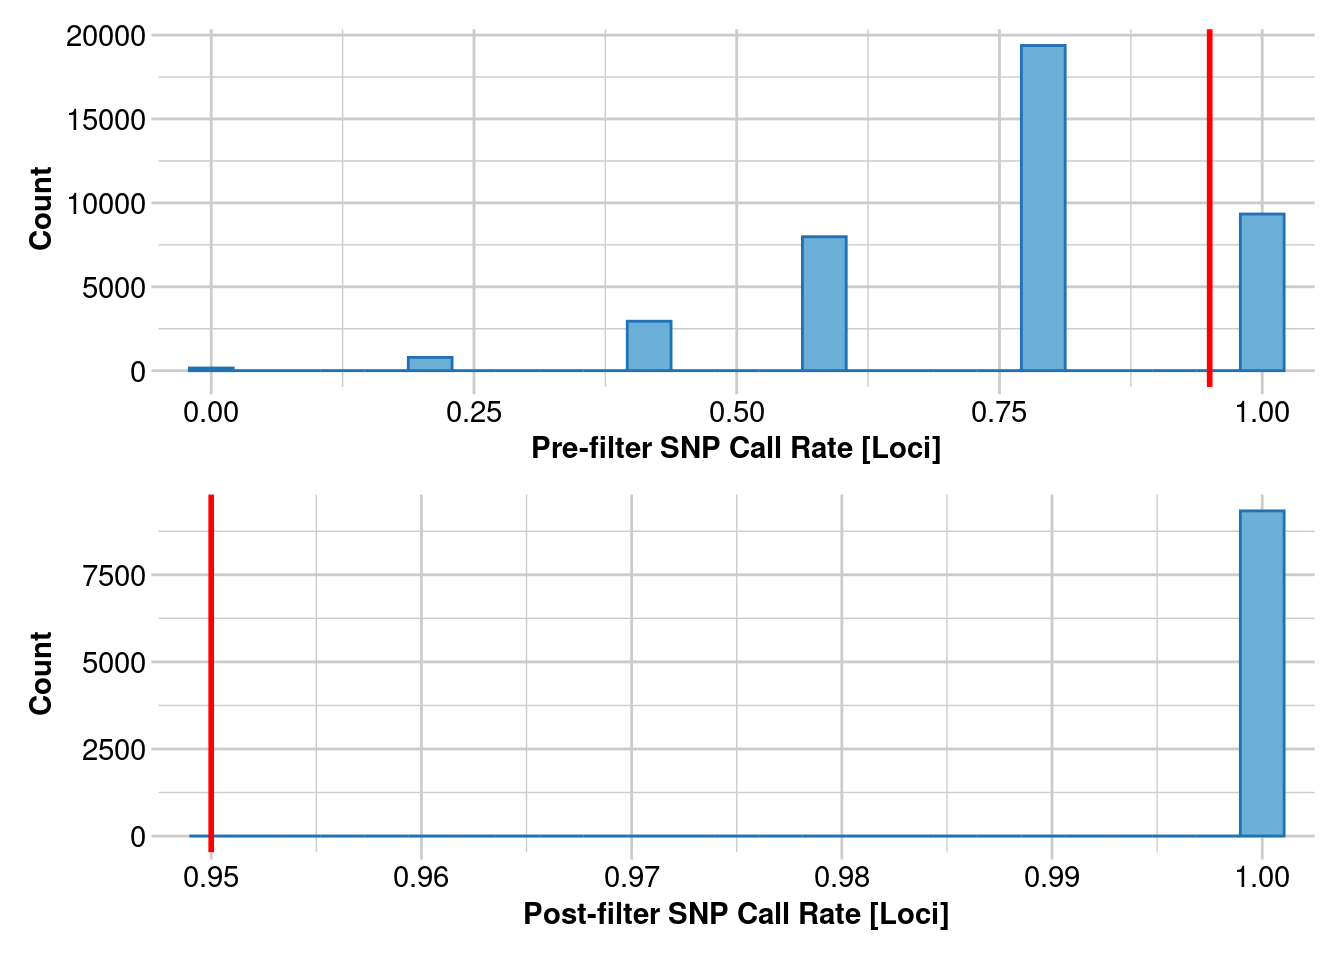 20000
15000
10000
5000
0
Count
0.00 0.25 0.50 0.75 1.00
Pre-filter SNP Call Rate [Loci]
7500
5000
2500
0
Count
0.95 0.96 0.97 0.98 0.99 1.00
Post-filter SNP Call Rate [Loci]